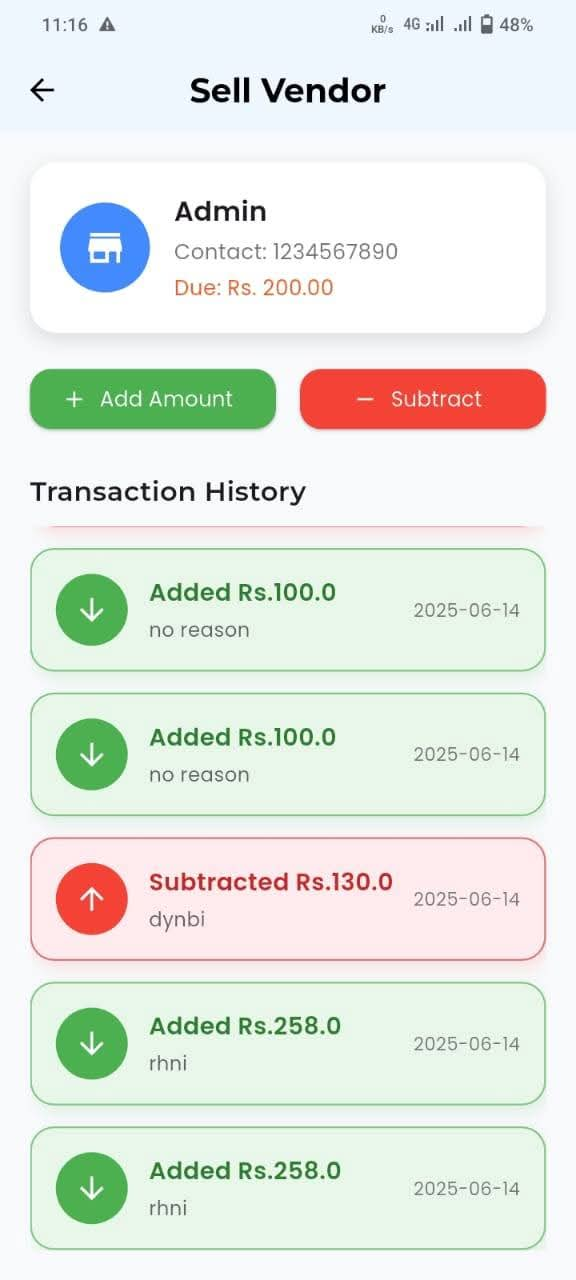 11:16
0
KB/s
4G
48%
Sell Vendor
Admin
Contact: 1234567890
Due: Rs. 200.00
+ Add Amount
− Subtract
Transaction History
Added Rs.100.0
no reason
2025-06-14
Added Rs.100.0
no reason
2025-06-14
Subtracted Rs.130.0
dynbi
2025-06-14
Added Rs.258.0
rhni
2025-06-14
Added Rs.258.0
rhni
2025-06-14